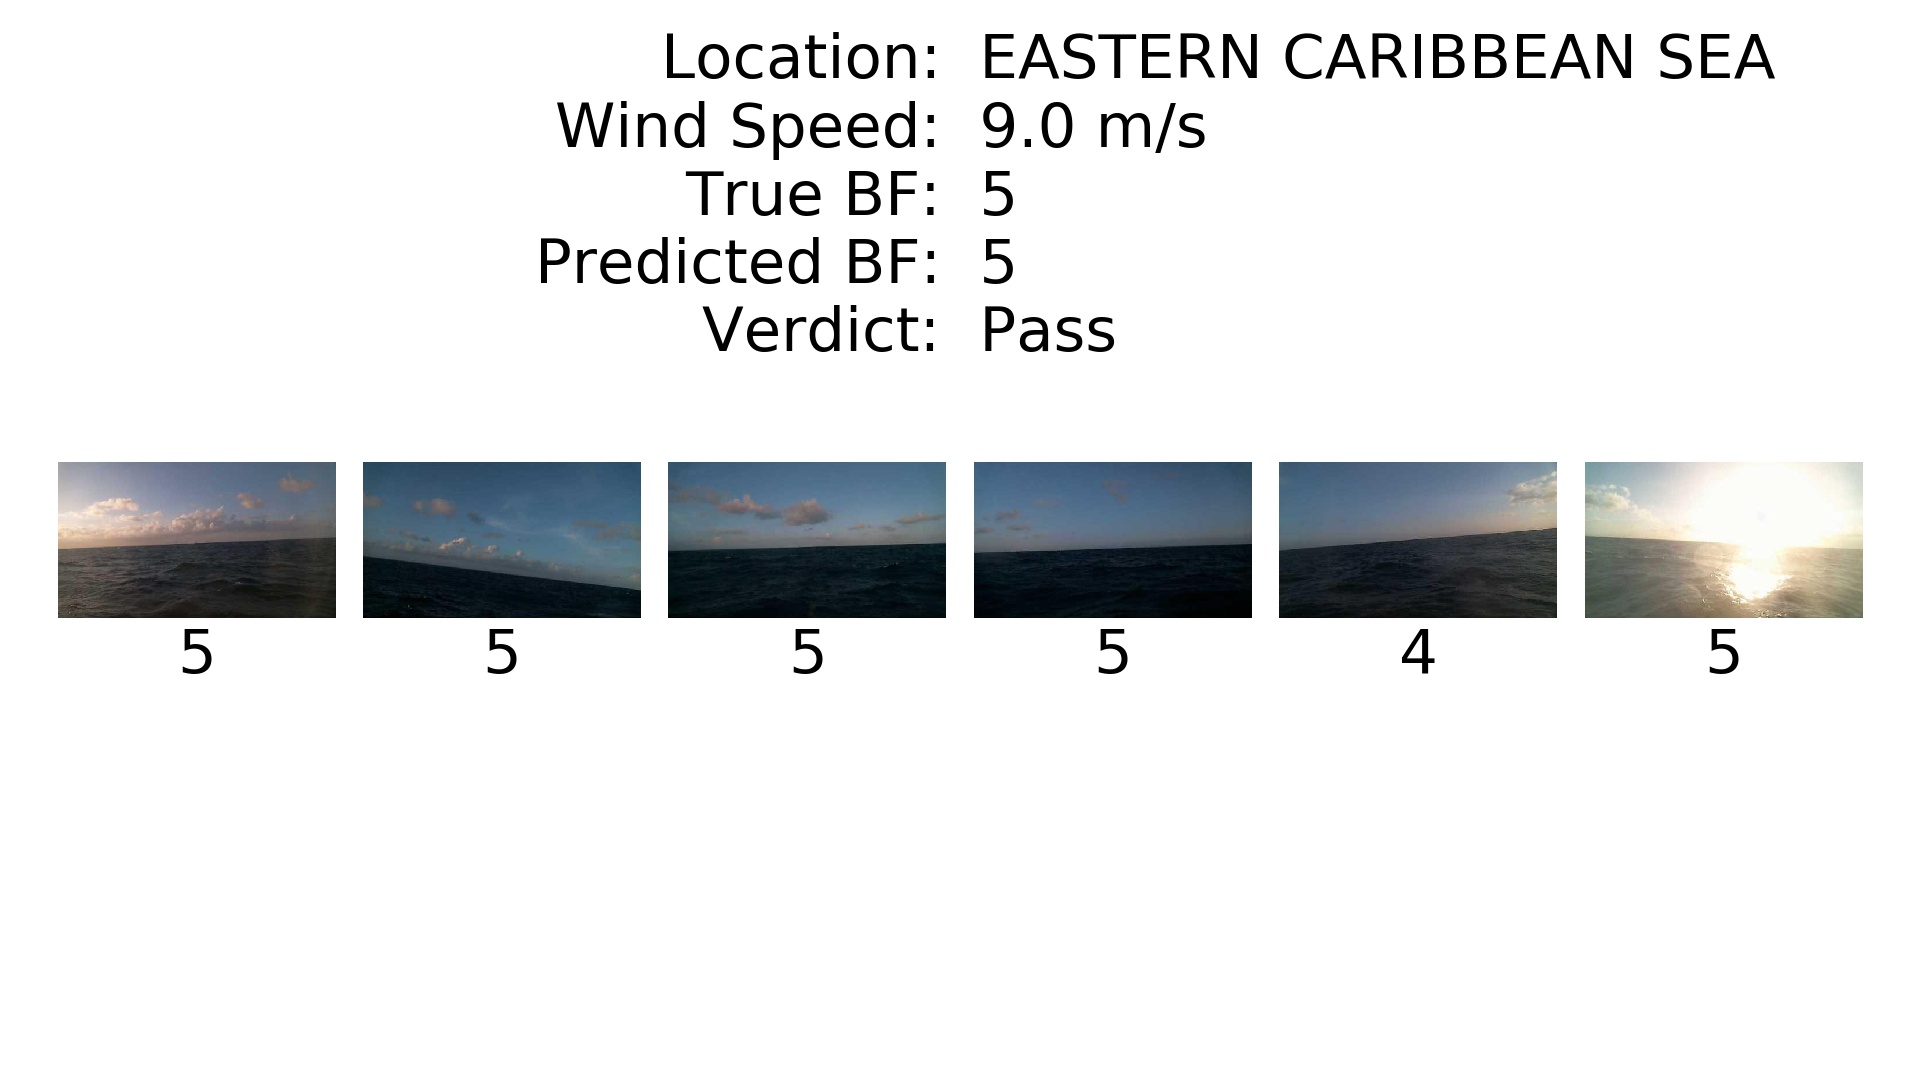 Location: EASTERN CARIBBEAN SEA
Wind Speed: 9.0 m/s
True BF: 5
Predicted BF: 5
Verdict: Pass
5 5 5 5 4 5